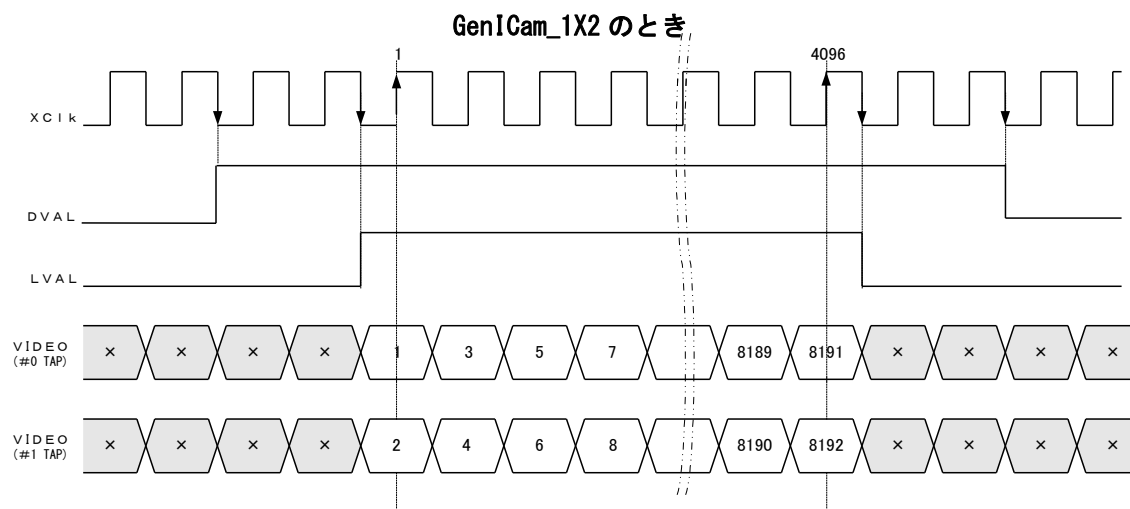 GenICam_1X2 のとき
1 4096
XClk
DVAL
LVAL
VIDEO
(#0 TAP)
× × × × 1 3 5 7 8189 8191 × × × ×
VIDEO
(#1 TAP)
× × × × 2 4 6 8 8190 8192 × × × ×